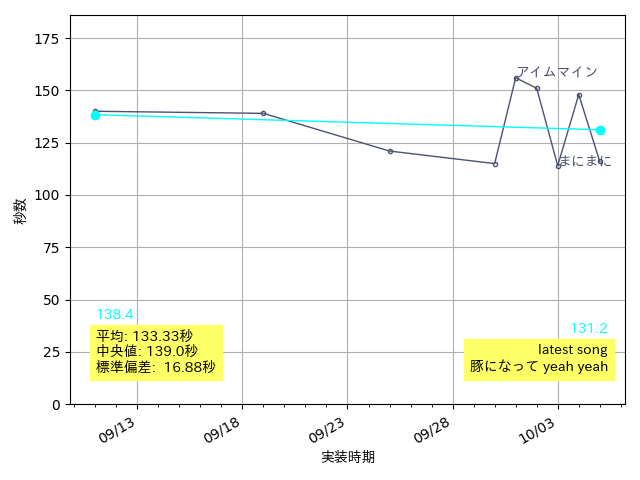 175
150
125
100
75
50
25
0
秒数
アイムマイン
まにまに
138.4
平均: 133.33秒
中央値: 139.0秒
標準偏差: 16.88秒
131.2
latest song
豚になって yeah yeah
09/13
09/18
09/23
09/28
10/03
実装時期